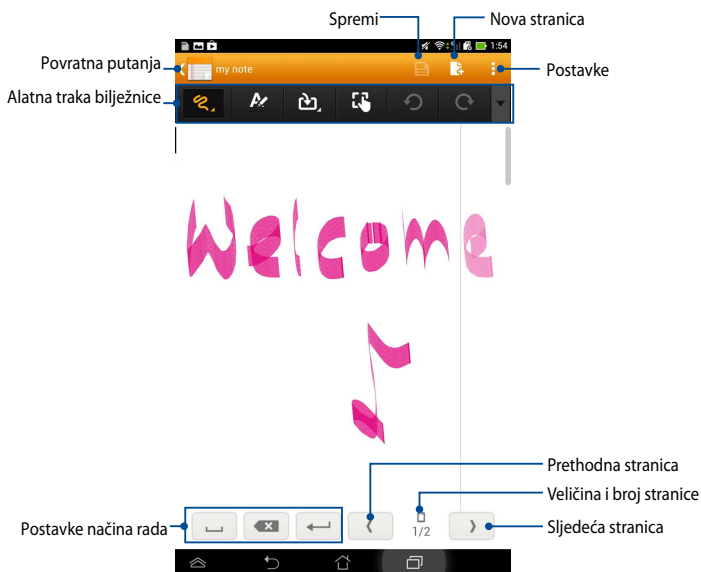 Spremi
Nova stranica
1:54
Povratna putanja
my note
Postavke
Alatna traka bilježnice
Welcome
Prethodna stranica
Veličina i broj stranice
Postavke načina rada
1/2
Sljedeća stranica